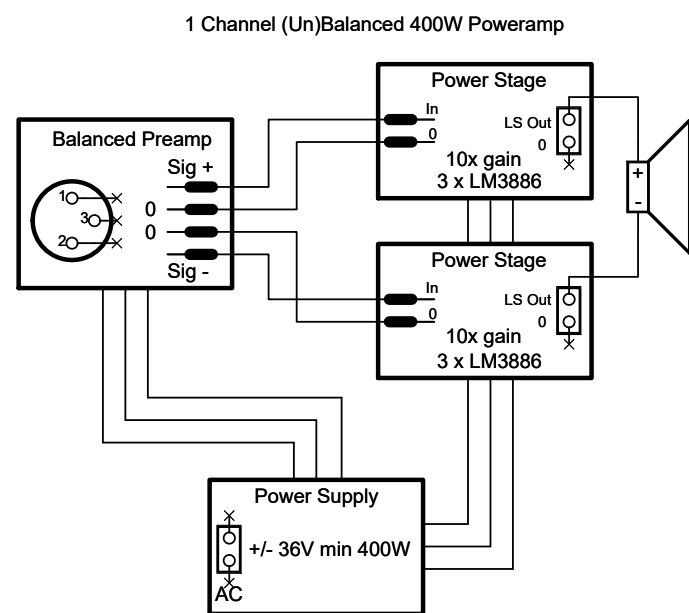 1 Channel (Un)Balanced 400W Poweramp
Power Stage
In
LS Out
0
0
10x gain
3 x LM3886
Balanced Preamp
Sig +
1
3
2
0
0
Sig -
+
-
Power Stage
In
LS Out
0
0
10x gain
3 x LM3886
Power Supply
+/- 36V min 400W
AC